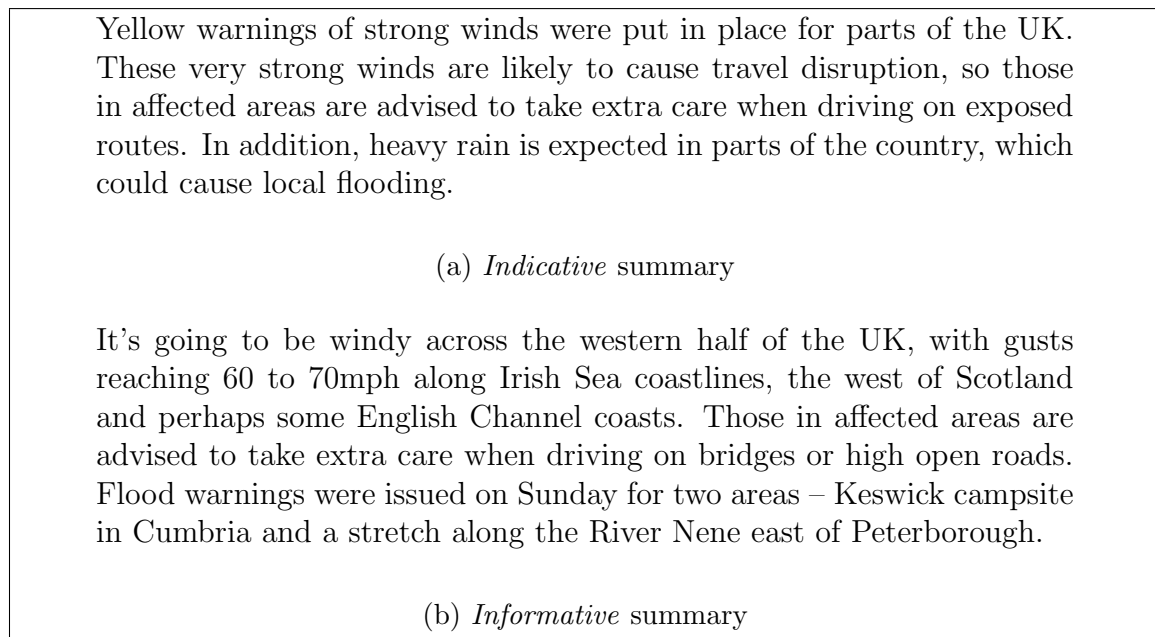 Yellow warnings of strong winds were put in place for parts of the UK.
These very strong winds are likely to cause travel disruption, so those
in affected areas are advised to take extra care when driving on exposed
routes. In addition, heavy rain is expected in parts of the country, which
could cause local flooding.
(a) Indicative summary
It's going to be windy across the western half of the UK, with gusts
reaching 60 to 70mph along Irish Sea coastlines, the west of Scotland
and perhaps some English Channel coasts. Those in affected areas are
advised to take extra care when driving on bridges or high open roads.
Flood warnings were issued on Sunday for two areas – Keswick campsite
in Cumbria and a stretch along the River Nene east of Peterborough.
(b) Informative summary